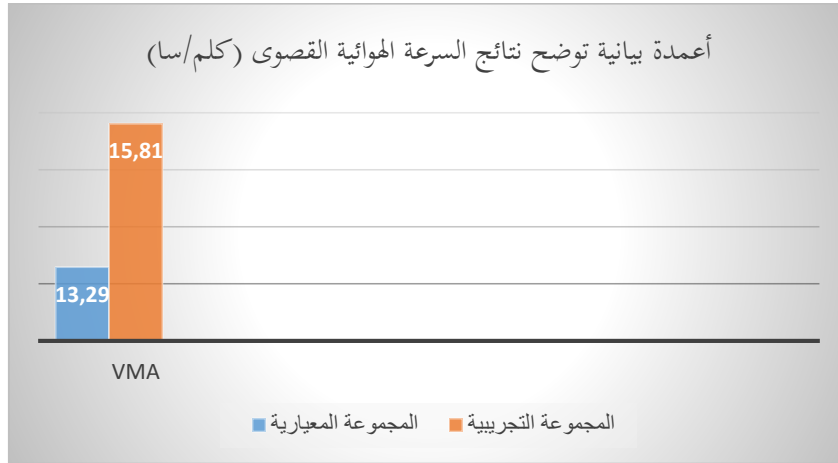 أعمدة بيانية توضح نتائج السرعة الهوائية القصوى (كلم/سا)
15,81
13,29
VMA
المجموعة التجريبية المجموعة المعيارية